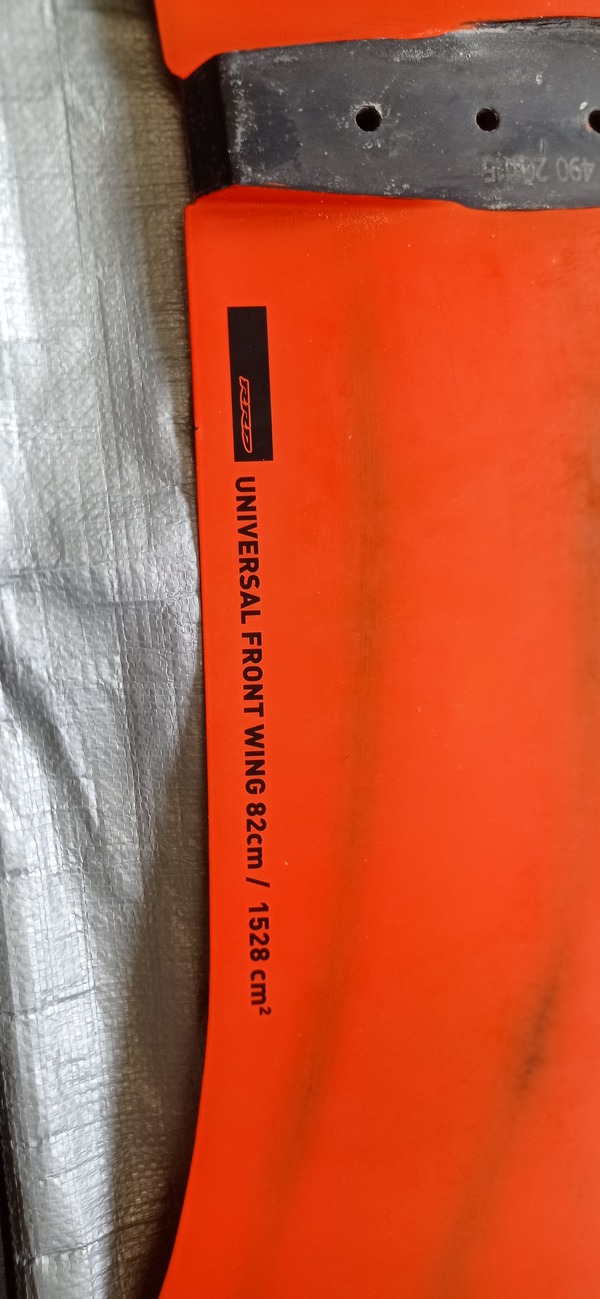 RRD
UNIVERSAL FRONT WING 82cm / 1528 cm²